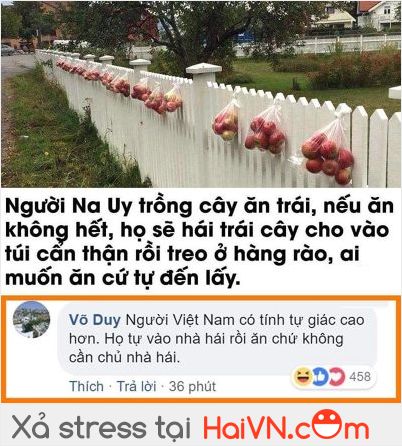 Người Na Uy trồng cây ăn trái, nếu ăn
không hết, họ sẽ hái trái cây cho vào
túi cẩn thận rồi treo ở hàng rào, ai
muốn ăn cứ tự đến lấy.
Võ Duy Người Việt Nam có tính tự giác cao
hơn. Họ tự vào nhà hái rồi ăn chứ không
cần chủ nhà hái.
Thích · Trả lời · 36 phút
458
Xả stress tại HaiVN.com